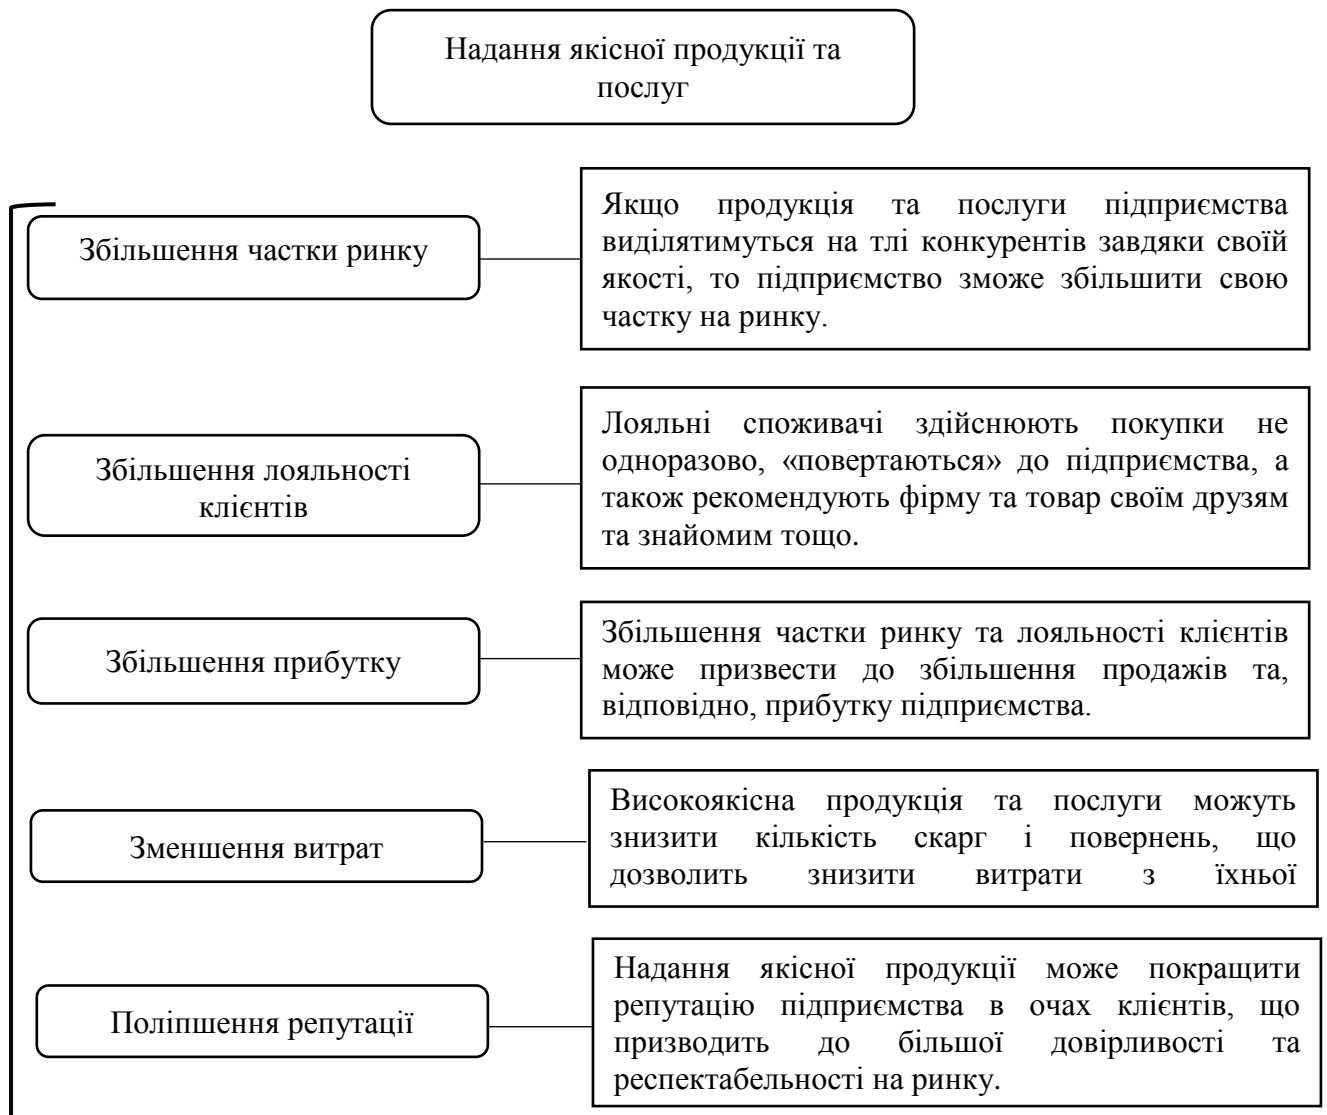 Надання якісної продукції та
послуг
Збільшення частки ринку
Якщо продукція та послуги підприємства
виділятимуться на тлі конкурентів завдяки своїй
якості, то підприємство зможе збільшити свою
частку на ринку.
Збільшення лояльності
клієнтів
Лояльні споживачі здійснюють покупки не
одноразово, «повертаються» до підприємства, а
також рекомендують фірму та товар своїм друзям
та знайомим тощо.
Збільшення прибутку
Збільшення частки ринку та лояльності клієнтів
може призвести до збільшення продажів та,
відповідно, прибутку підприємства.
Зменшення витрат
Високоякісна продукція та послуги можуть
знизити кількість скарг і повернень, що
дозволить знизити витрати з їхньої
Поліпшення репутації
Надання якісної продукції може покращити
репутацію підприємства в очах клієнтів, що
призводить до більшої довірливості та
респектабельності на ринку.